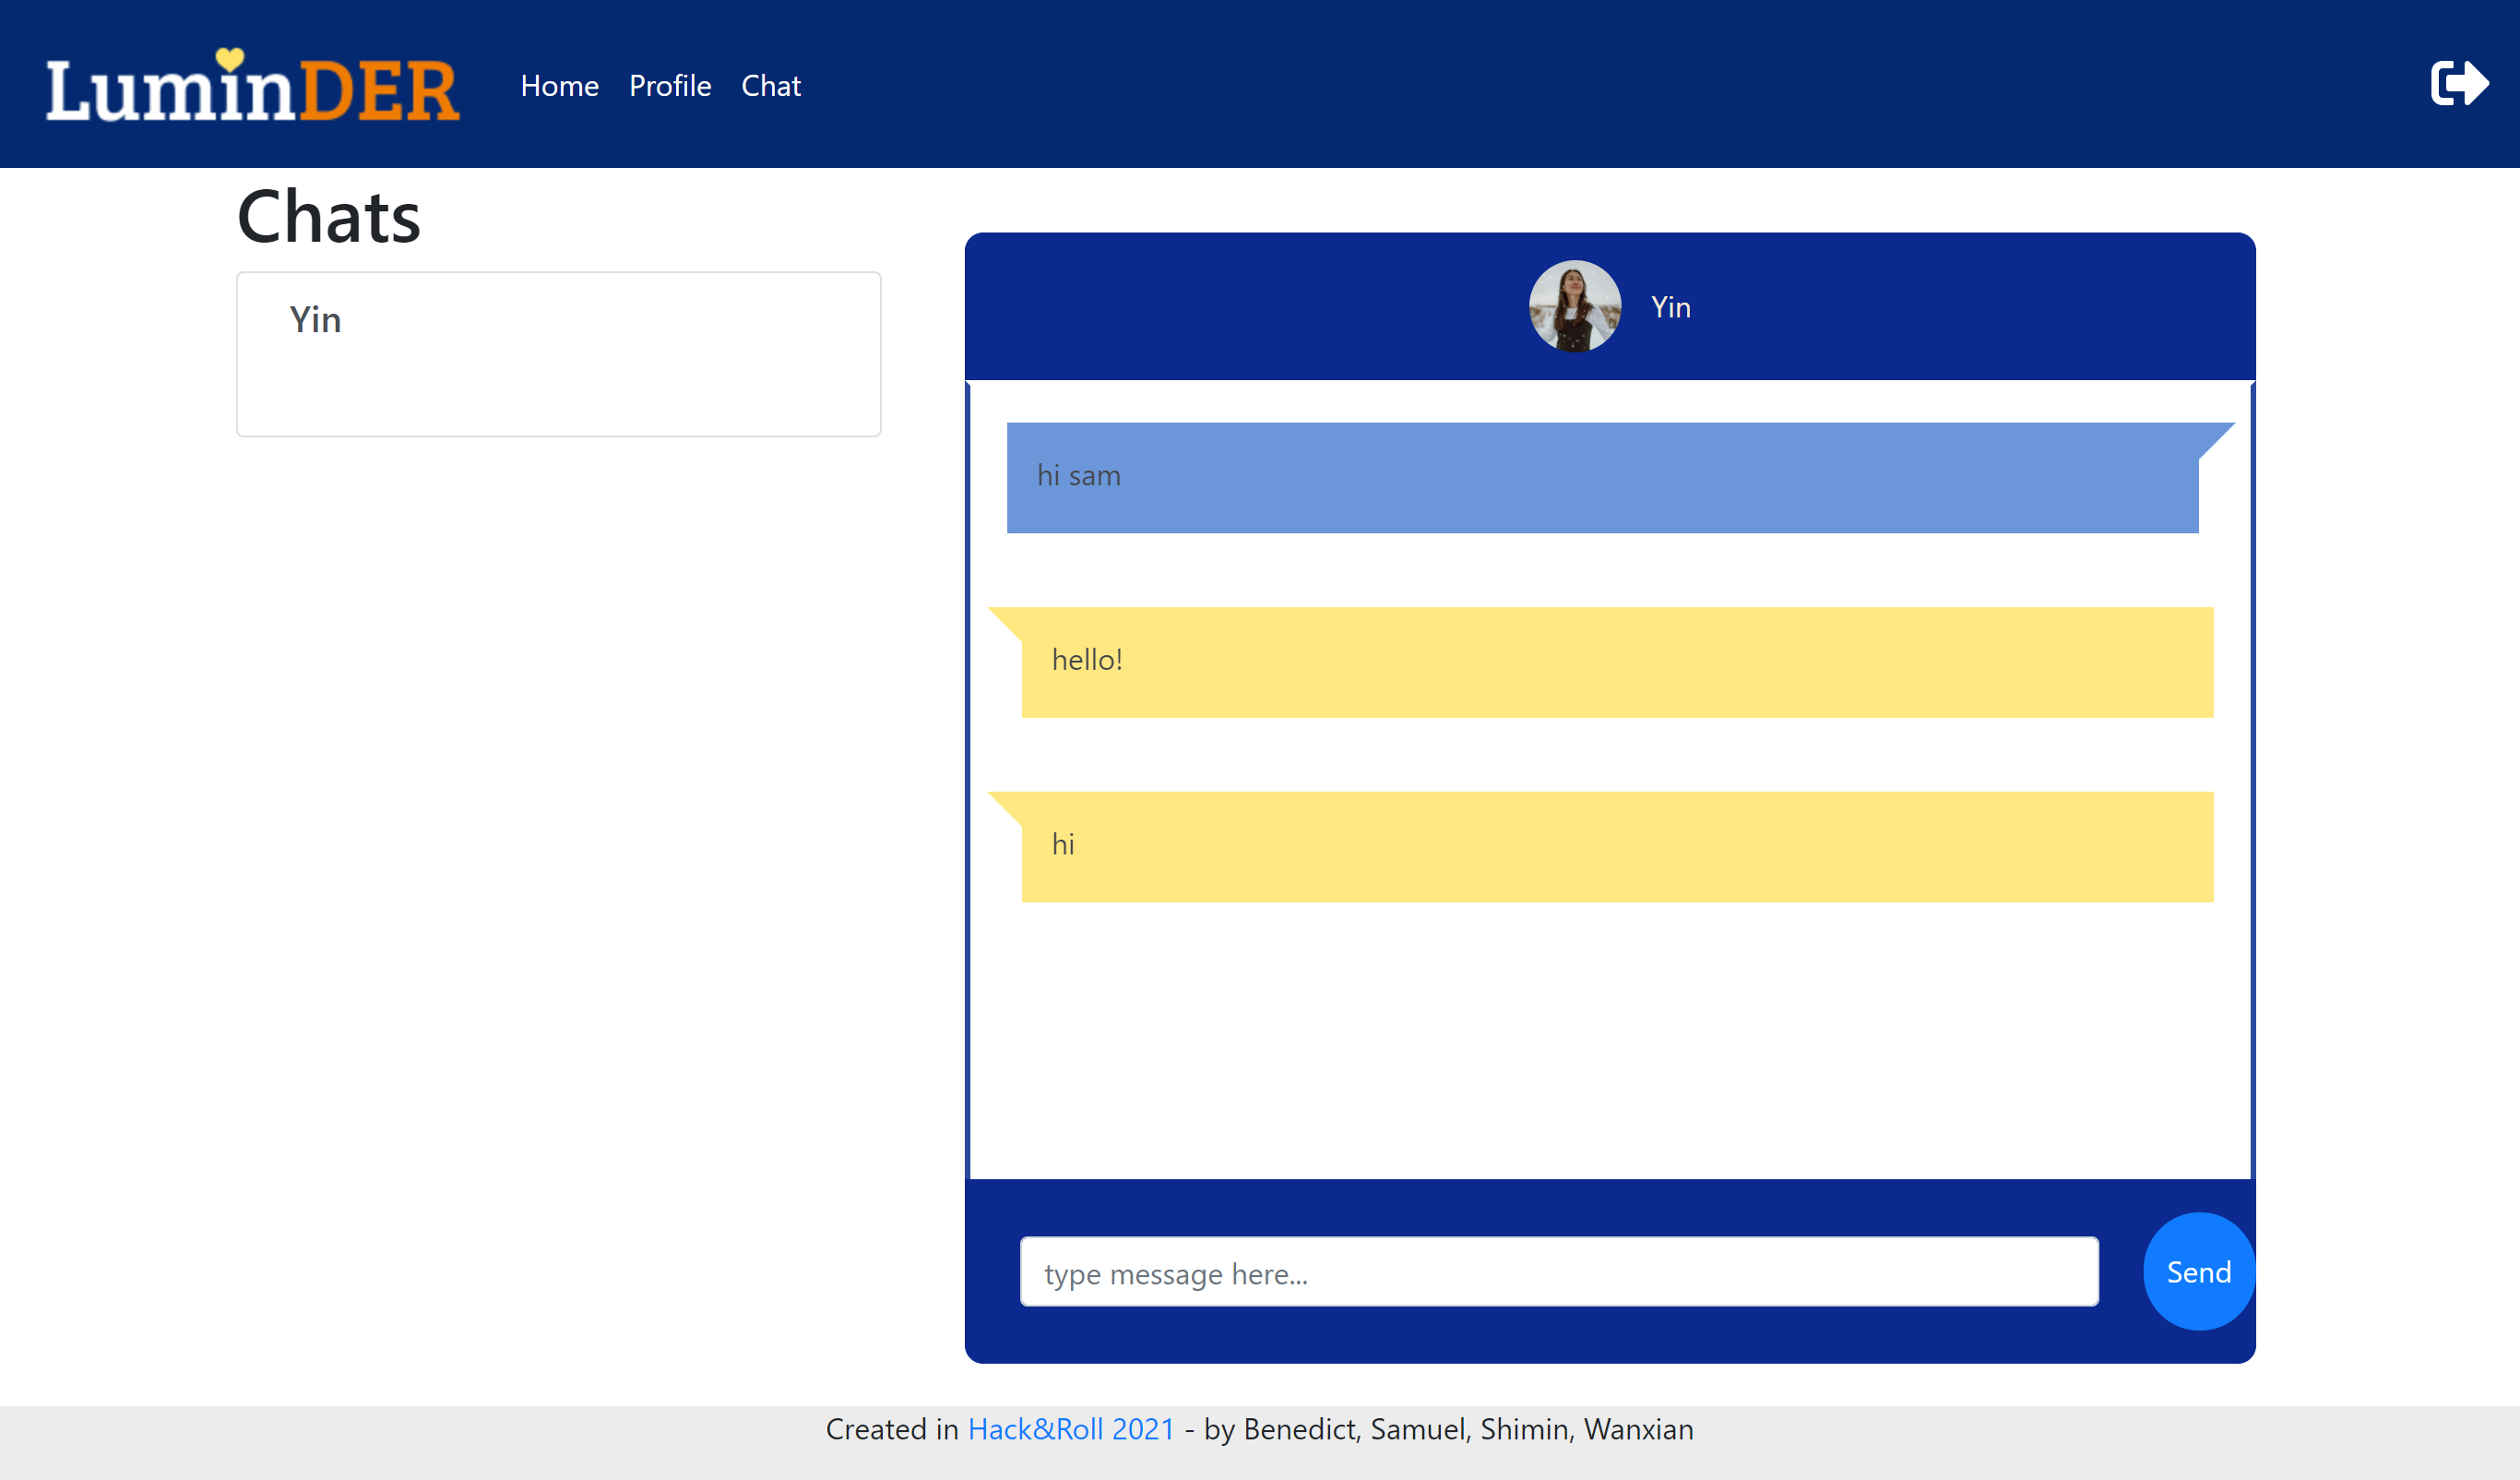 LuminDER
Home Profile Chat
Chats
Yin
Yin
hi sam
hello!
hi
type message here...
Send
Created in Hack&Roll 2021 - by Benedict, Samuel, Shimin, Wanxian